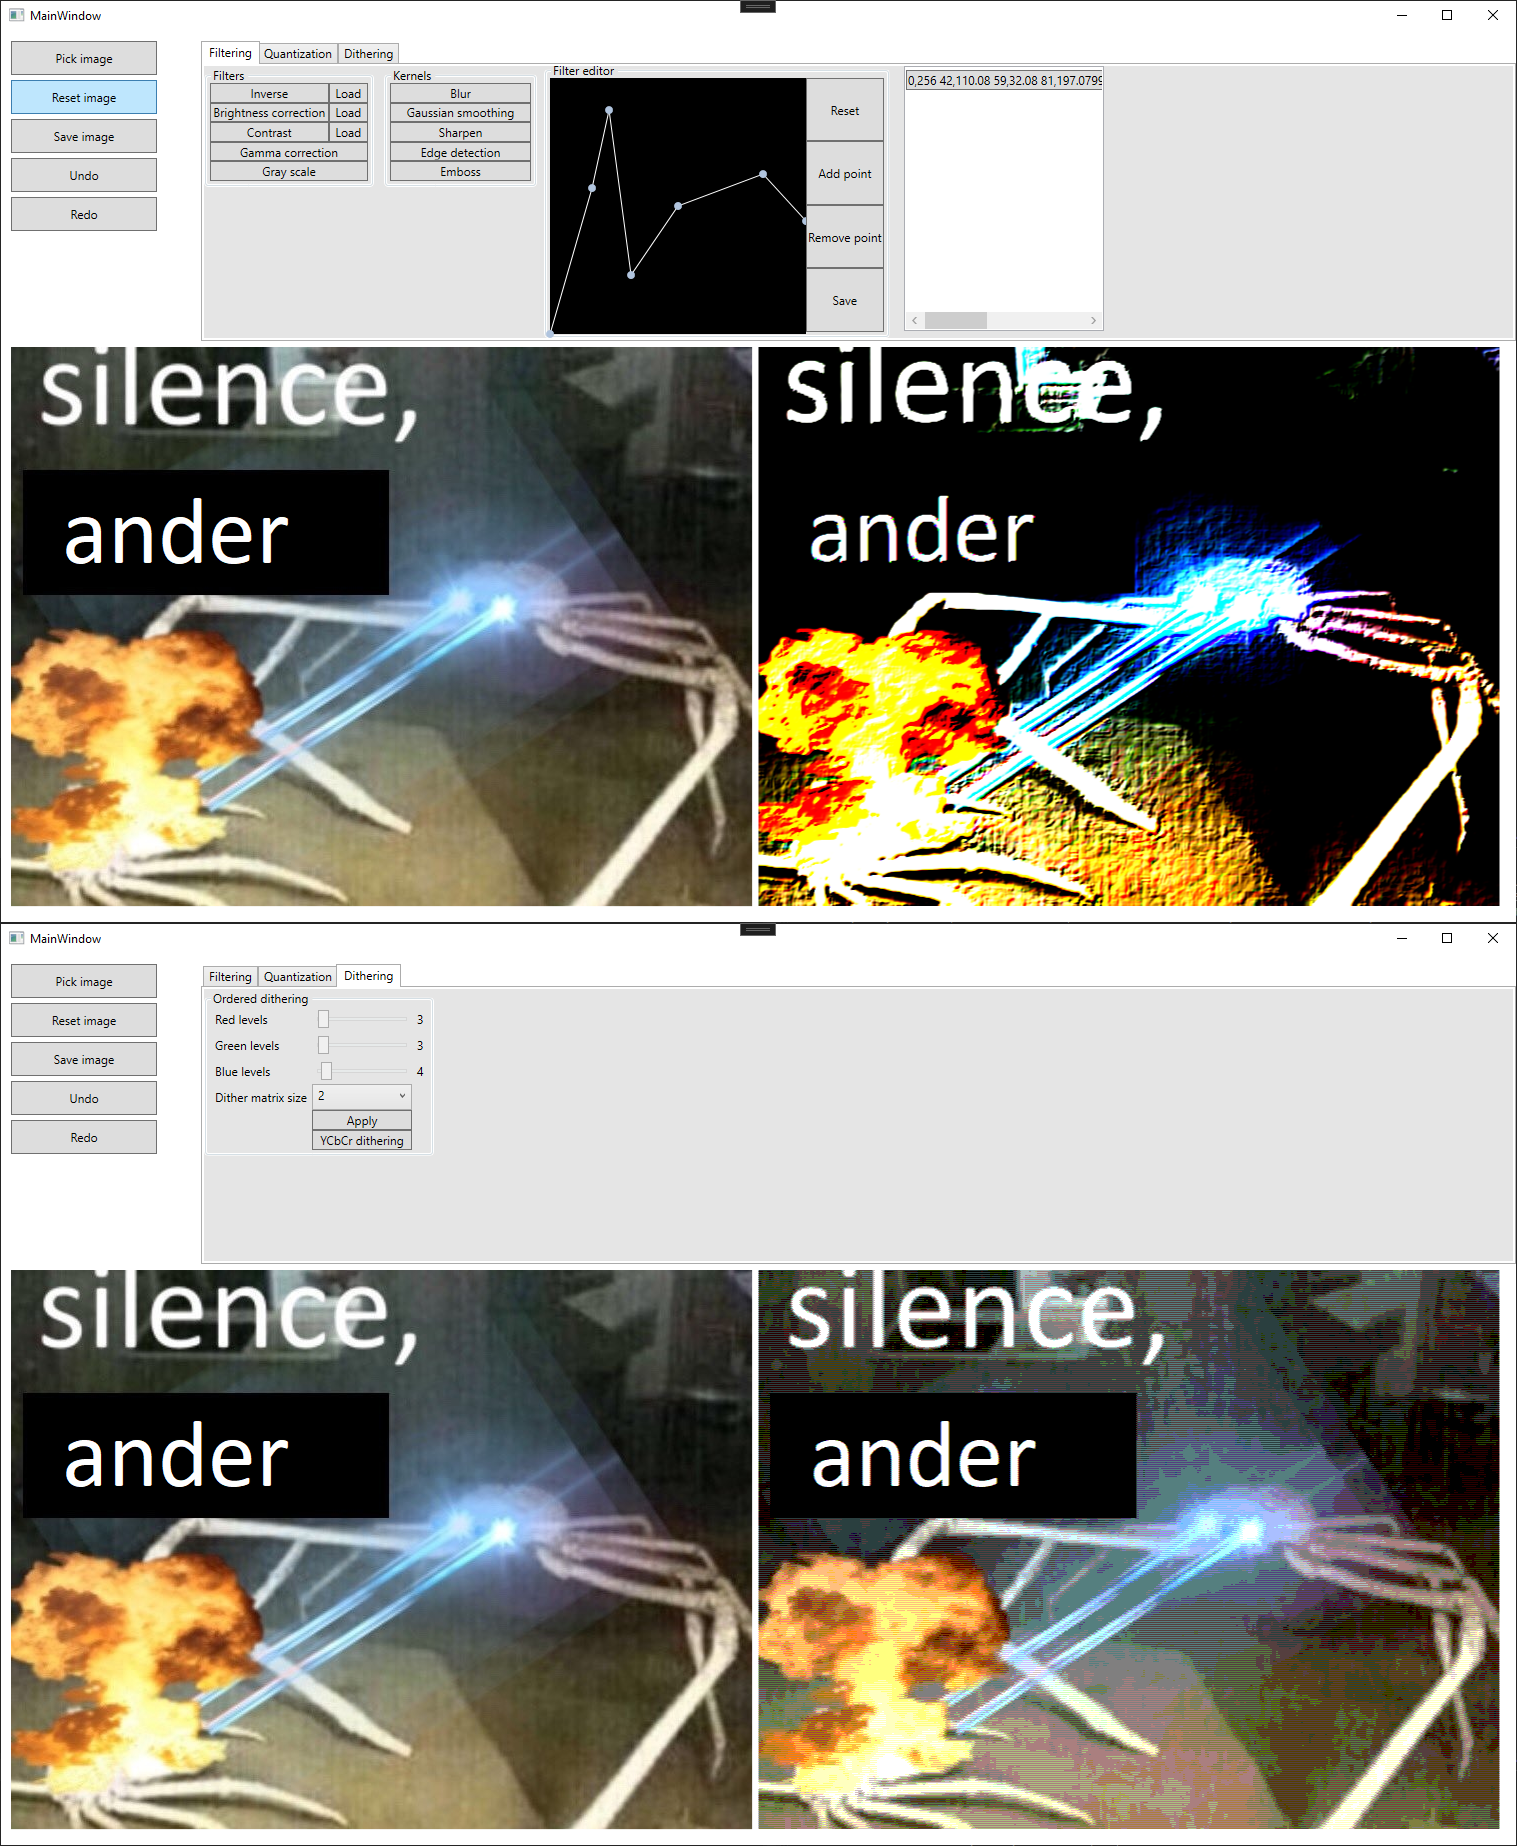 MainWindow
Pick image
Reset image
Save image
Undo
Redo
Filtering Quantization Dithering
Filters
Inverse Load
Brightness correction Load
Contrast Load
Gamma correction
Gray scale
Kernels
Blur
Gaussian smoothing
Sharpen
Edge detection
Emboss
Filter editor
Reset
Add point
Remove point
Save
0,256 42,110.08 59,32.08 81,197.0799
silence,
ander
silence,
ander
MainWindow
Pick image
Reset image
Save image
Undo
Redo
Filtering Quantization Dithering
Ordered dithering
Red levels 3
Green levels 3
Blue levels 4
Dither matrix size 2
Apply
YCbCr dithering
silence,
ander
silence,
ander